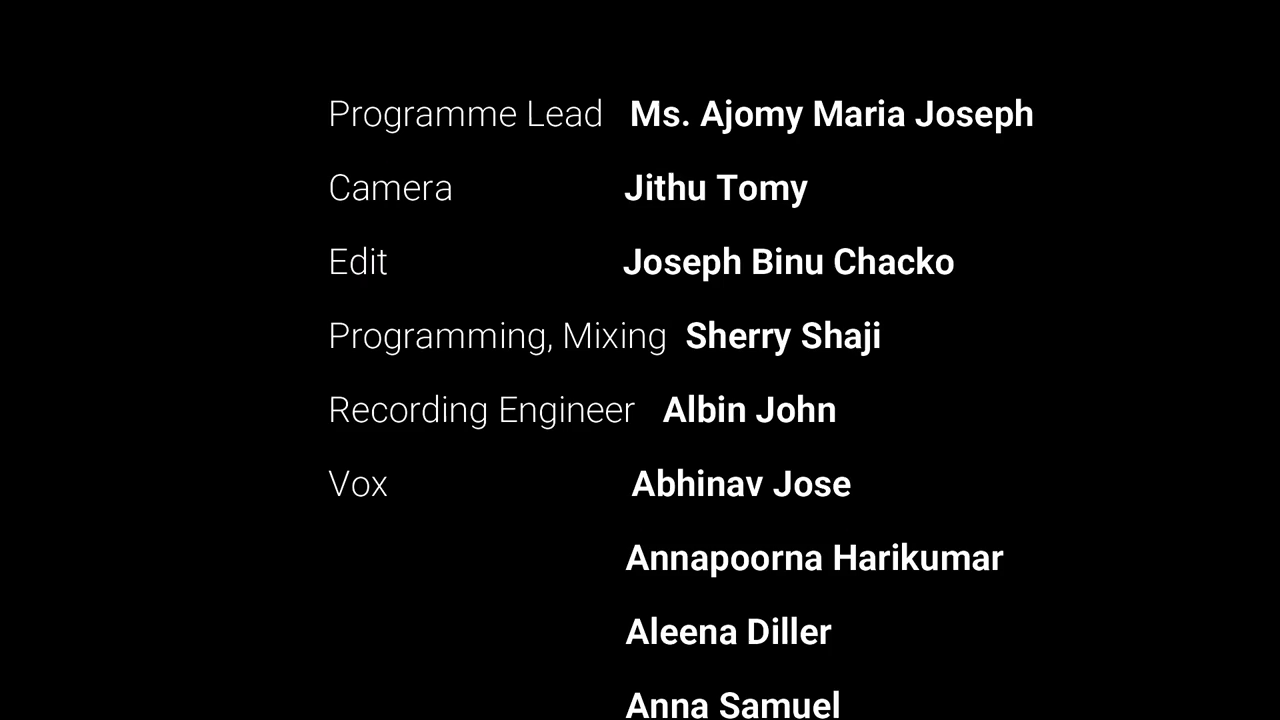 Programme Lead Ms. Ajomy Maria Joseph
Camera Jithu Tomy
Edit Joseph Binu Chacko
Programming, Mixing Sherry Shaji
Recording Engineer Albin John
Vox Abhinav Jose
Annapoorna Harikumar
Aleena Diller
Anna Samuel